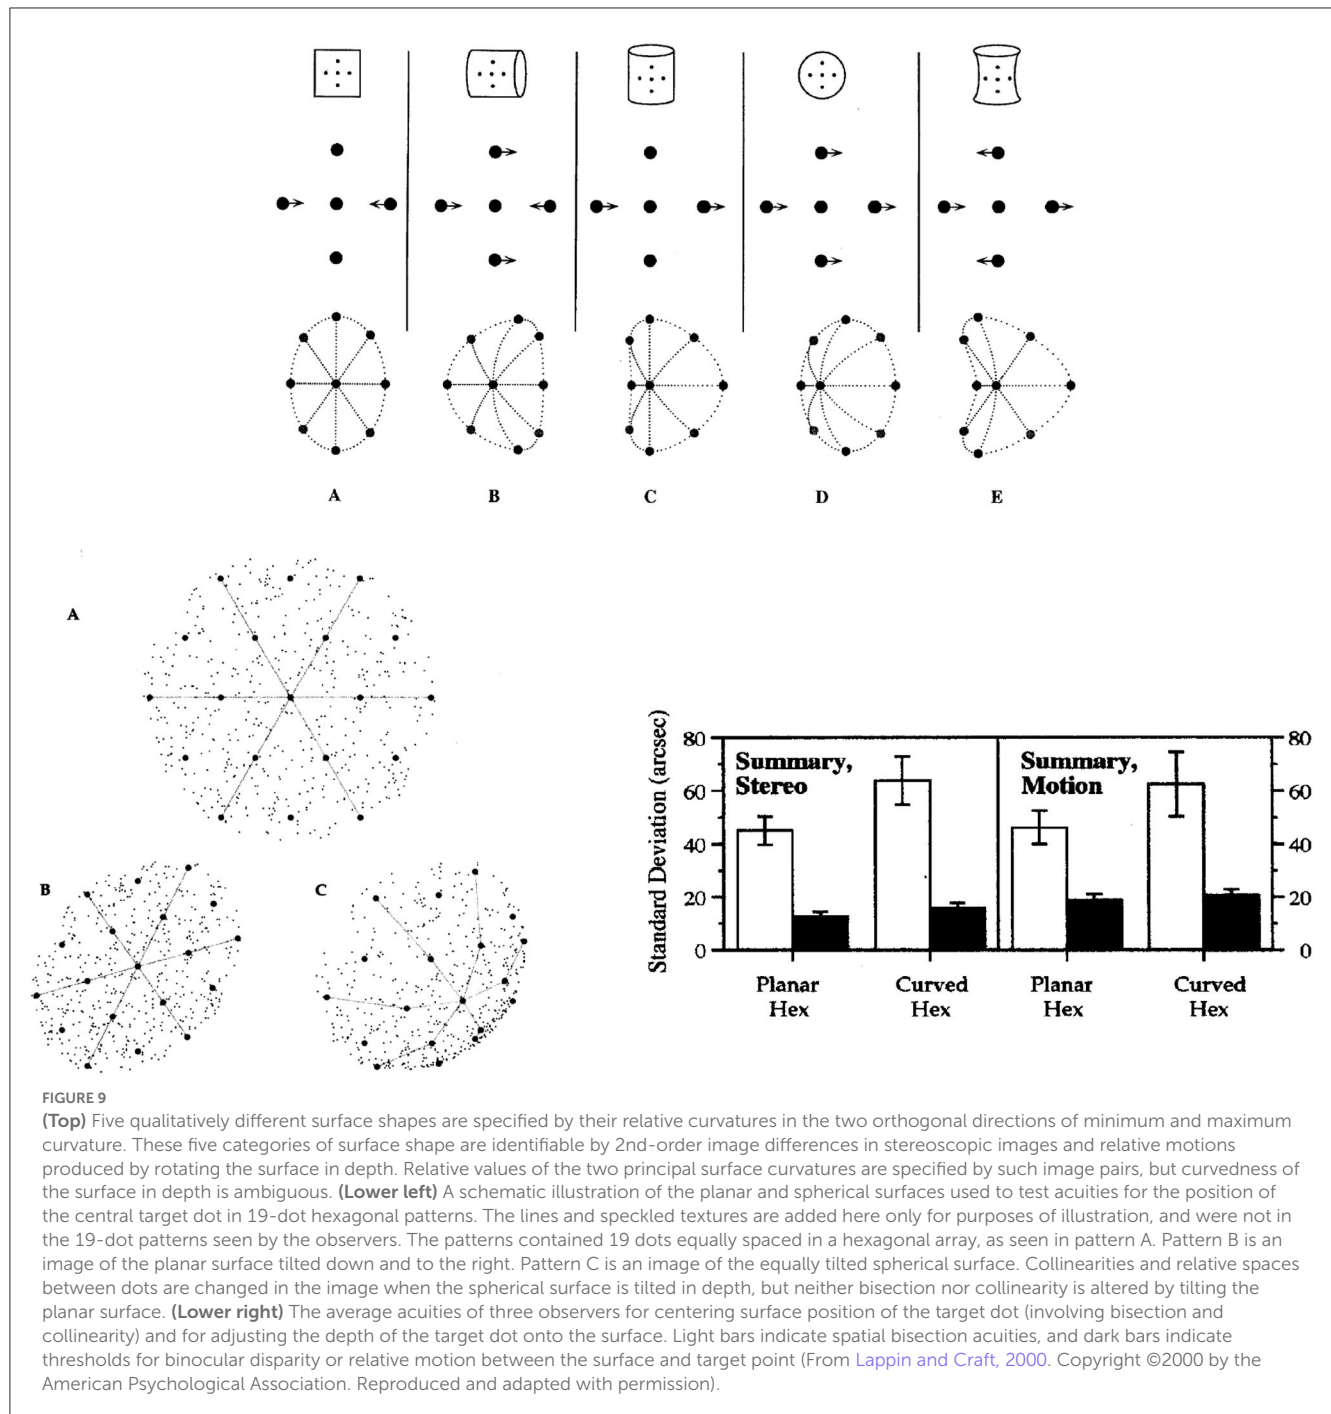 A B C D E
A
B
C
Standard Deviation (arcsec)
80
60
40
20
0
Summary,
Stereo
Summary,
Motion
80
60
40
20
0
Planar
Hex
Curved
Hex
Planar
Hex
Curved
Hex
FIGURE 9
(Top) Five qualitatively different surface shapes are specified by their relative curvatures in the two orthogonal directions of minimum and maximum
curvature. These five categories of surface shape are identifiable by 2nd-order image differences in stereoscopic images and relative motions
produced by rotating the surface in depth. Relative values of the two principal surface curvatures are specified by such image pairs, but curvedness of
the surface in depth is ambiguous. (Lower left) A schematic illustration of the planar and spherical surfaces used to test acuities for the position of
the central target dot in 19-dot hexagonal patterns. The lines and speckled textures are added here only for purposes of illustration, and were not in
the 19-dot patterns seen by the observers. The patterns contained 19 dots equally spaced in a hexagonal array, as seen in pattern A. Pattern B is an
image of the planar surface tilted down and to the right. Pattern C is an image of the equally tilted spherical surface. Collinearities and relative spaces
between dots are changed in the image when the spherical surface is tilted in depth, but neither bisection nor collinearity is altered by tilting the
planar surface. (Lower right) The average acuities of three observers for centering surface position of the target dot (involving bisection and
collinearity) and for adjusting the depth of the target dot onto the surface. Light bars indicate spatial bisection acuities, and dark bars indicate
thresholds for binocular disparity or relative motion between the surface and target point (From Lappin and Craft, 2000. Copyright ©2000 by the
American Psychological Association. Reproduced and adapted with permission).